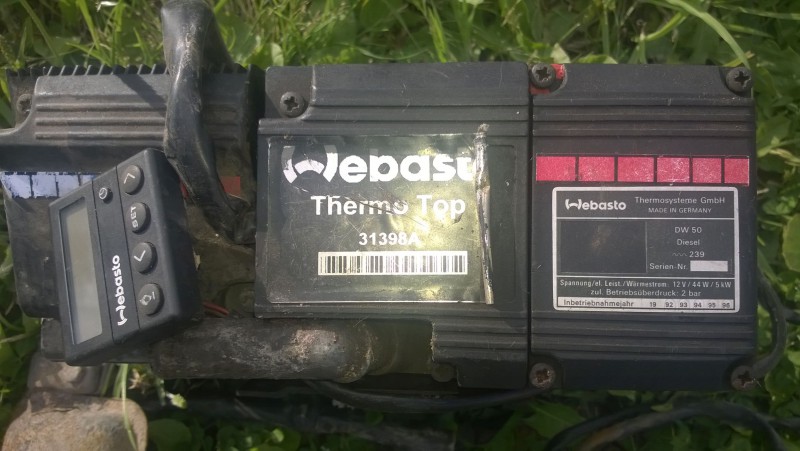 Webasto
SET
Webasto
Thermo Top
31398A
Webasto Thermosysteme GmbH
MADE IN GERMANY
DW 50
Diesel
239
Serien-Nr.
Spannung/el. Leist./Wärmestrom: 12 V / 44 W / 5 kW
zul. Betriebsüberdruck: 2 bar
Inbetriebnahmejahr 19 92 93 94 95 96